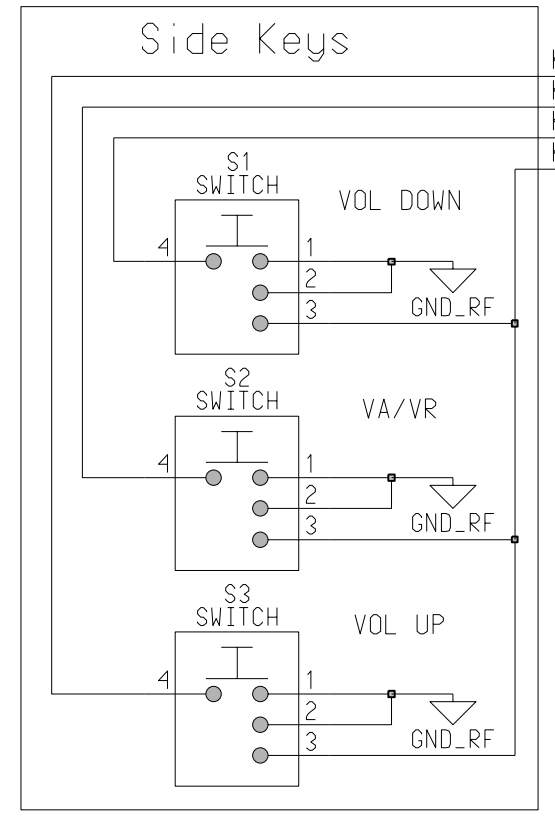 Side Keys
S1
SWITCH
VOL DOWN
4
1
2
3
GND_RF
S2
SWITCH
VA/VR
4
1
2
3
GND_RF
S3
SWITCH
VOL UP
4
1
2
3
GND_RF